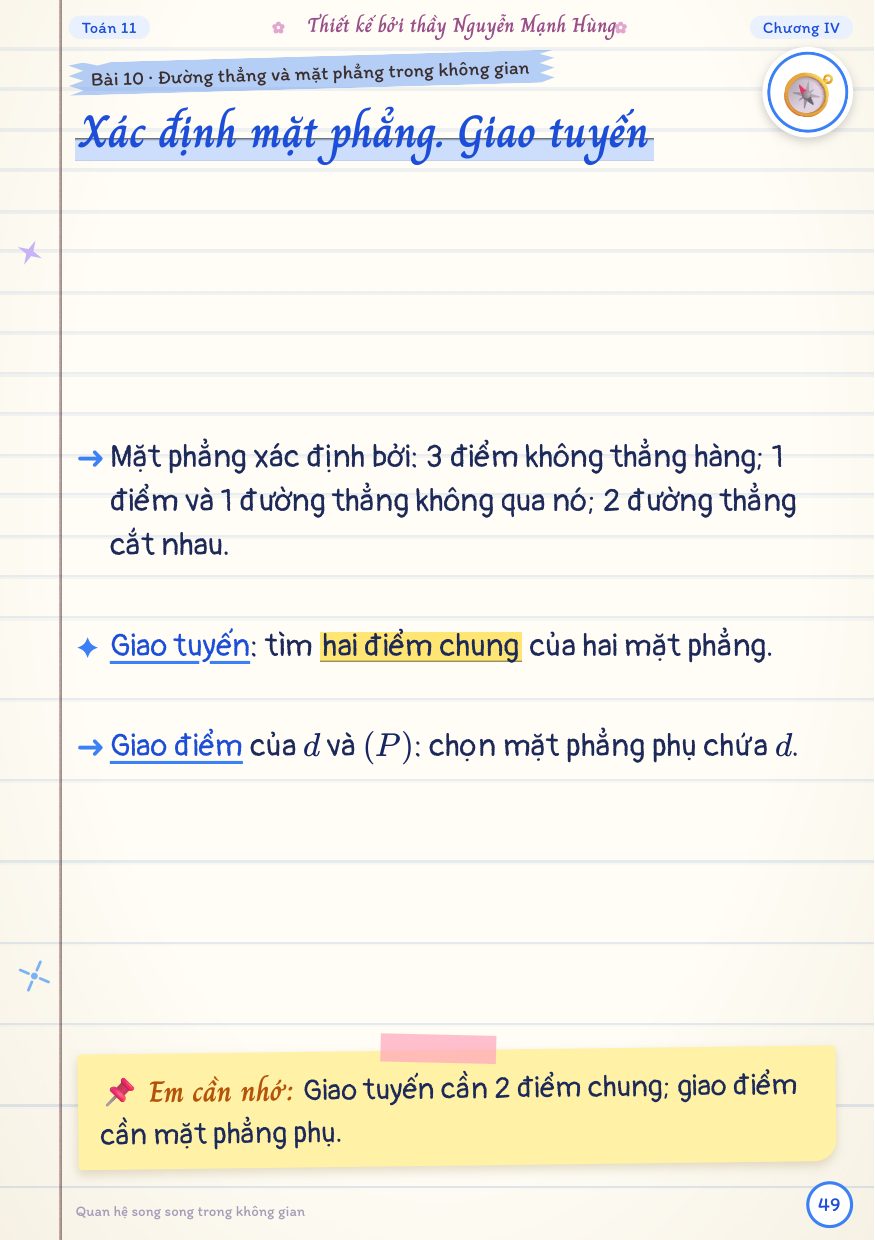 Toán 11
Thiết kế bởi thầy Nguyễn Mạnh Hùng
Chương IV
Bài 10 · Đường thẳng và mặt phẳng trong không gian
Xác định mặt phẳng. Giao tuyến
→ Mặt phẳng xác định bởi: 3 điểm không thẳng hàng; 1
điểm và 1 đường thẳng không qua nó; 2 đường thẳng
cắt nhau.
✦ Giao tuyến: tìm hai điểm chung của hai mặt phẳng.
→ Giao điểm của d và (P): chọn mặt phẳng phụ chứa d.
Em cần nhớ: Giao tuyến cần 2 điểm chung; giao điểm
cần mặt phẳng phụ.
Quan hệ song song trong không gian
49